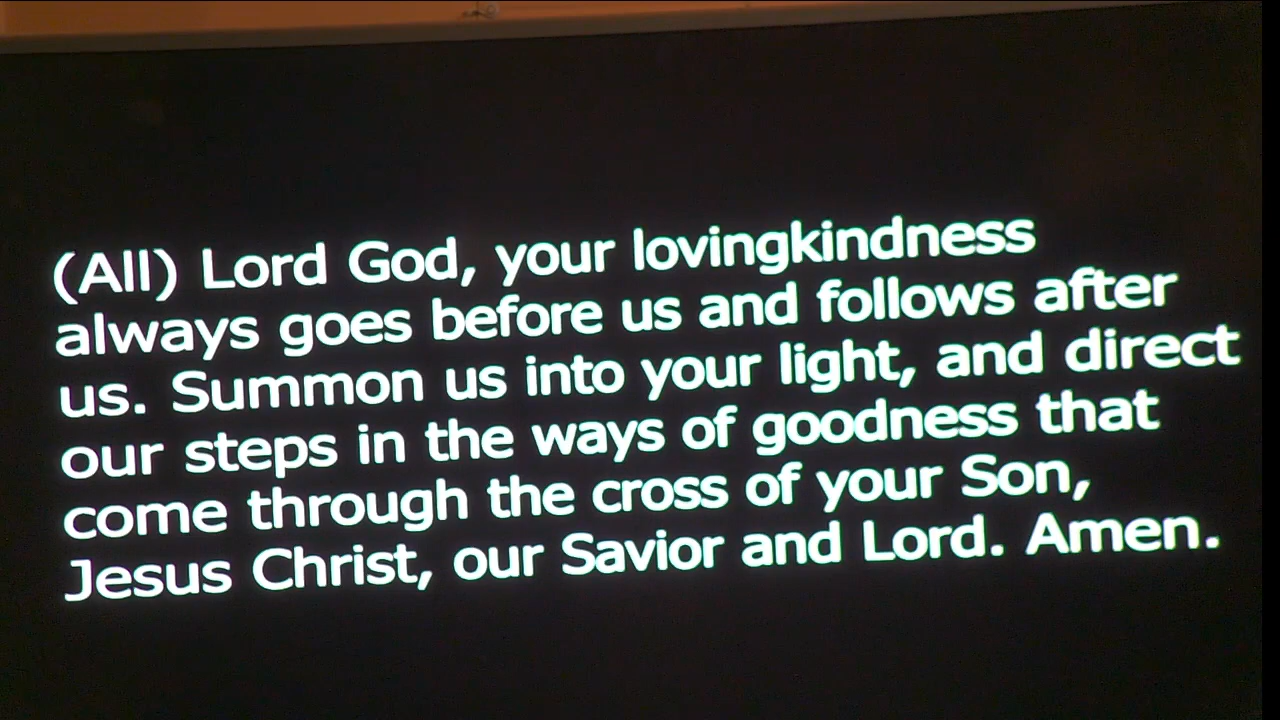 (All) Lord God, your lovingkindness
always goes before us and follows after
us. Summon us into your light, and direct
our steps in the ways of goodness that
come through the cross of your Son,
Jesus Christ, our Savior and Lord. Amen.